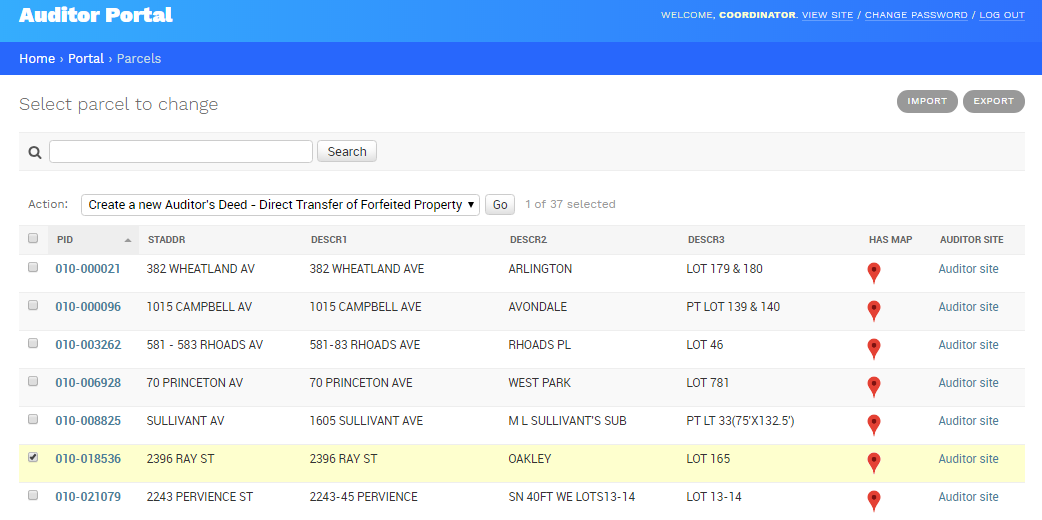 Auditor Portal
WELCOME, COORDINATOR. VIEW SITE / CHANGE PASSWORD / LOG OUT
Home › Portal › Parcels
Select parcel to change
IMPORT EXPORT
Search
Action: Create a new Auditor's Deed - Direct Transfer of Forfeited Property Go 1 of 37 selected
PID STADDR DESCR1 DESCR2 DESCR3 HAS MAP AUDITOR SITE
010-000021 382 WHEATLAND AV 382 WHEATLAND AVE ARLINGTON LOT 179 & 180 Auditor site
010-000096 1015 CAMPBELL AV 1015 CAMPBELL AVE AVONDALE PT LOT 139 & 140 Auditor site
010-003262 581 - 583 RHOADS AV 581-83 RHOADS AVE RHOADS PL LOT 46 Auditor site
010-006928 70 PRINCETON AV 70 PRINCETON AVE WEST PARK LOT 781 Auditor site
010-008825 SULLIVANT AV 1605 SULLIVANT AVE M L SULLIVANT'S SUB PT LT 33(75'X132.5') Auditor site
010-018536 2396 RAY ST 2396 RAY ST OAKLEY LOT 165 Auditor site
010-021079 2243 PERVIENCE ST 2243-45 PERVIENCE SN 40FT WE LOTS13-14 LOT 13-14 Auditor site